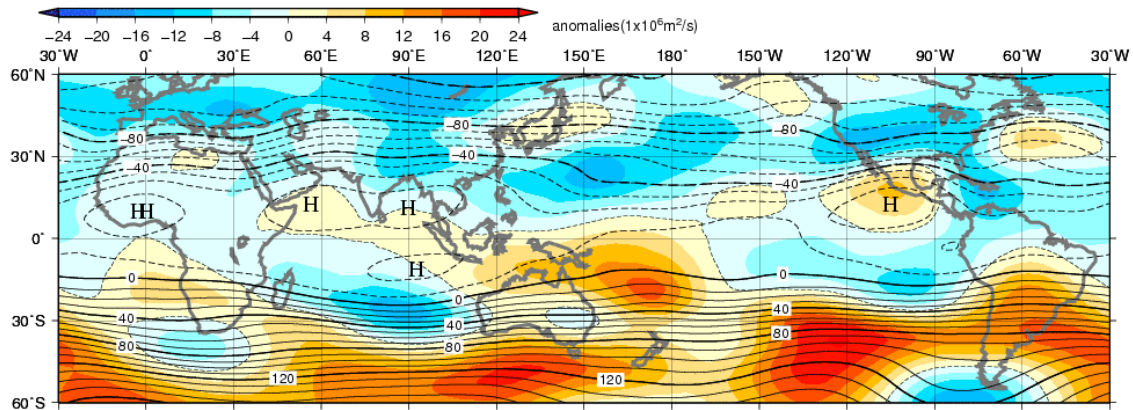 −24 −20 −16 −12 −8 −4 0 4 8 12 16 20 24
anomalies(1x10⁶m²/s)
30°W 0° 30°E 60°E 90°E 120°E 150°E 180° 150°W 120°W 90°W 60°W 30°W
60°N
−80 −80
30°N
−40 −40 −40
H H H H H
0°
0 0 0
30°S
40 40 40
80 80 80
120 120
60°S